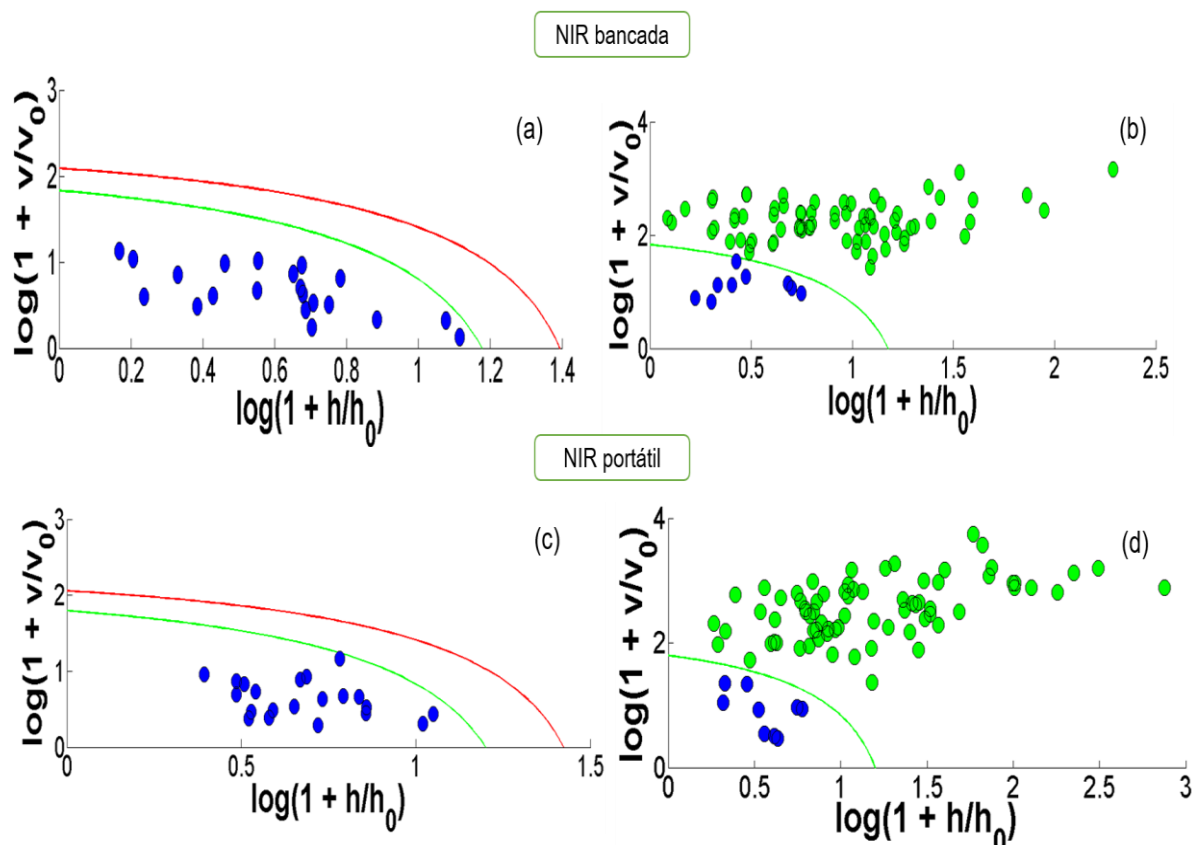 NIR bancada
(a)
log(1 + v/v₀)
3
2
1
0
0 0.2 0.4 0.6 0.8 1 1.2 1.4
log(1 + h/h₀)
(b)
log(1 + v/v₀)
4
2
0
0 0.5 1 1.5 2 2.5
log(1 + h/h₀)
NIR portátil
(c)
log(1 + v/v₀)
3
2
1
0
0 0.5 1 1.5
log(1 + h/h₀)
(d)
log(1 + v/v₀)
4
2
0
0 0.5 1 1.5 2 2.5 3
log(1 + h/h₀)